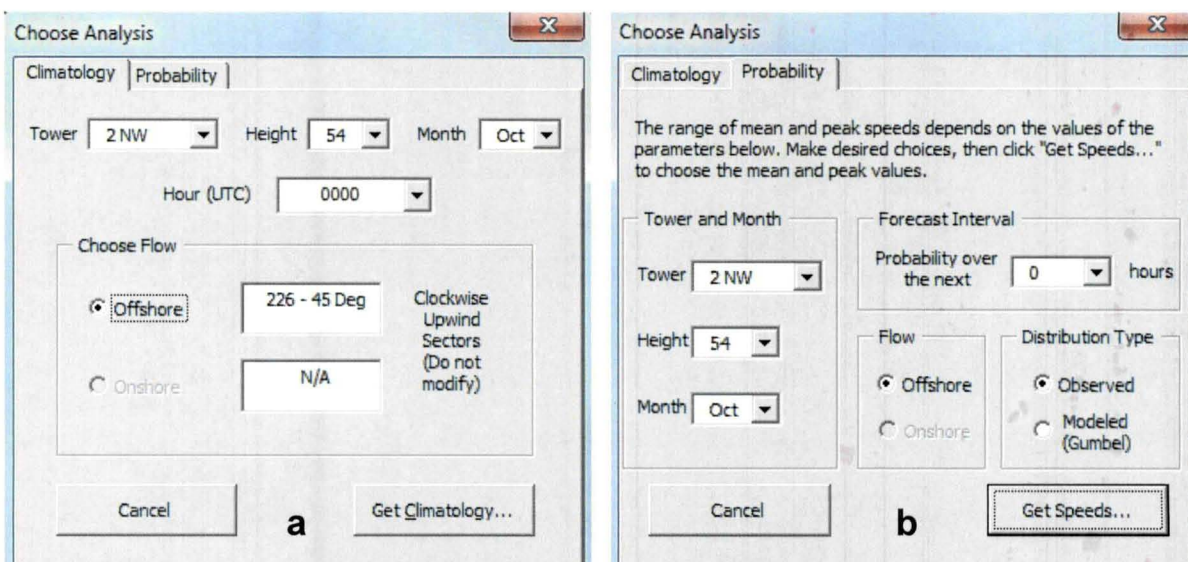 Choose Analysis
Climatology Probability
Tower 2 NW Height 54 Month Oct
Hour (UTC) 0000
Choose Flow
Offshore 226 - 45 Deg
Onshore N/A
Clockwise
Upwind
Sectors
(Do not
modify)
Cancel Get Climatology...
a
Choose Analysis
Climatology Probability
The range of mean and peak speeds depends on the values of the
parameters below. Make desired choices, then click "Get Speeds..."
to choose the mean and peak values.
Tower and Month
Tower 2 NW
Height 54
Month Oct
Forecast Interval
Probability over
the next 0 hours
Flow
Offshore
Onshore
Distribution Type
Observed
Modeled
(Gumbel)
Cancel Get Speeds...
b